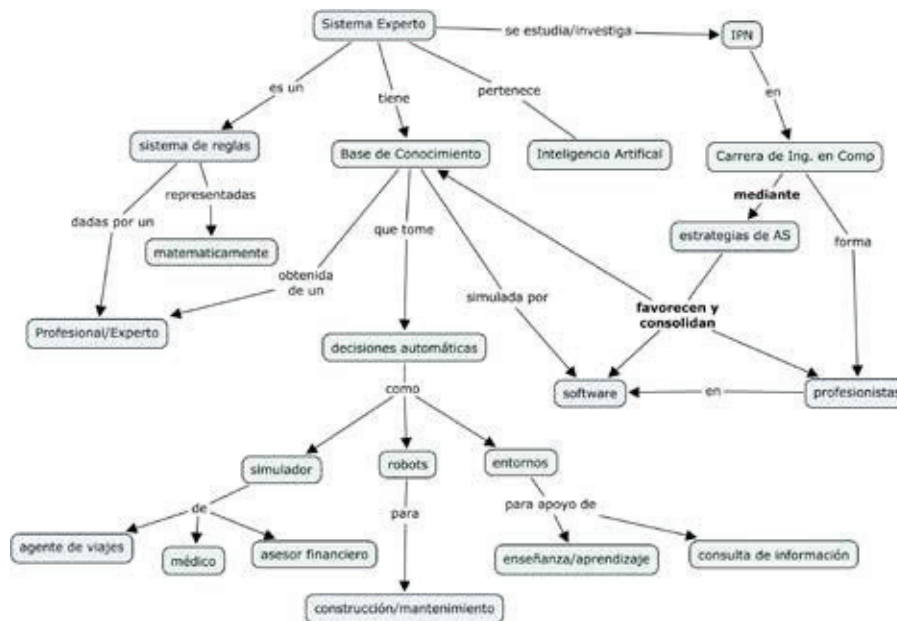 Sistema Experto
se estudia/investiga
IPN
es un
tiene
pertenece
en
sistema de reglas
Base de Conocimiento
Inteligencia Artifical
Carrera de Ing. en Comp
representadas
mediante
dadas por un
que tome
estrategias de AS
forma
matematicamente
obtenida
de un
simulada por
favorecen y
consolidan
Profesional/Experto
decisiones automáticas
como
software
en
profesionistas
simulador
robots
entornos
de
para
para apoyo de
agente de viajes
médico
asesor financiero
enseñanza/aprendizaje
consulta de información
construcción/mantenimiento